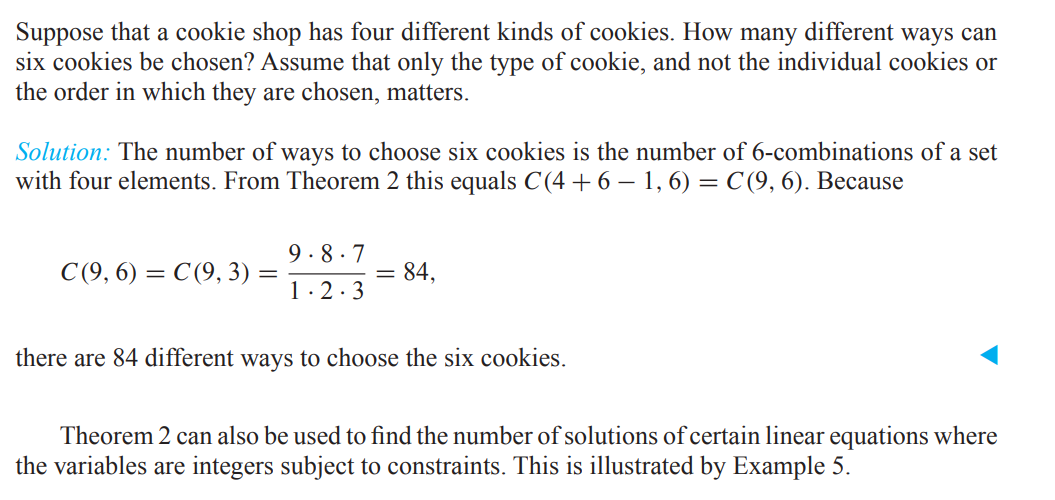 Suppose that a cookie shop has four different kinds of cookies. How many different ways can
six cookies be chosen? Assume that only the type of cookie, and not the individual cookies or
the order in which they are chosen, matters.
Solution: The number of ways to choose six cookies is the number of 6-combinations of a set
with four elements. From Theorem 2 this equals C(4 + 6 − 1, 6) = C(9, 6). Because
C(9, 6) = C(9, 3) = (9 · 8 · 7)/(1 · 2 · 3) = 84,
there are 84 different ways to choose the six cookies.
Theorem 2 can also be used to find the number of solutions of certain linear equations where
the variables are integers subject to constraints. This is illustrated by Example 5.